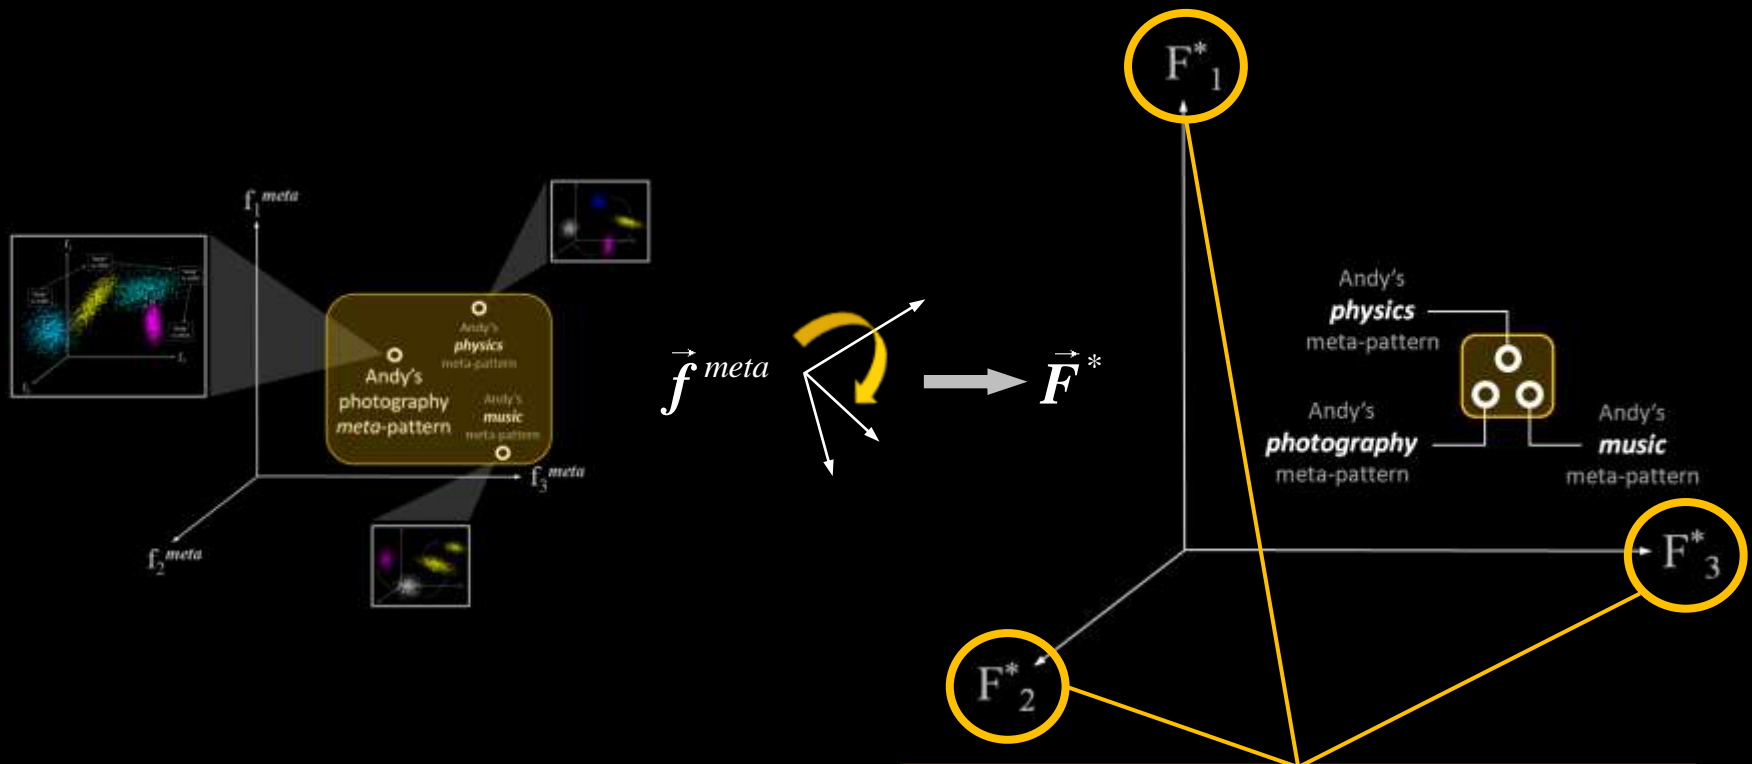 f₁ᵐᵉᵗᵃ
Andy's
physics
meta-pattern
Andy's
photography
meta-pattern
Andy's
music
meta-pattern
f₃ᵐᵉᵗᵃ
f₂ᵐᵉᵗᵃ
f⃗ ᵐᵉᵗᵃ
F⃗ *
F*₁
Andy's
physics
meta-pattern
Andy's
photography
meta-pattern
Andy's
music
meta-pattern
F*₃
F*₂